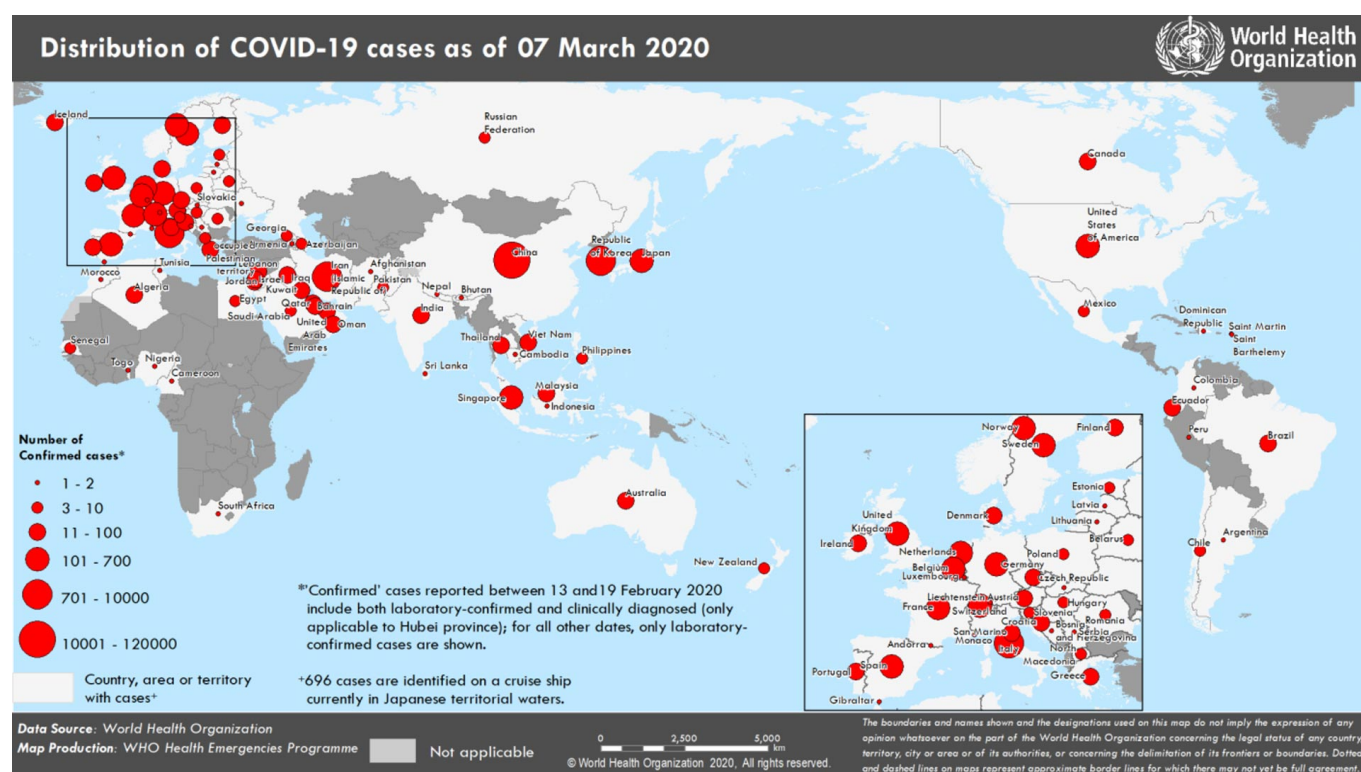 Distribution of COVID-19 cases as of 07 March 2020
World Health
Organization
Iceland
Russian
Federation
Slovakia
Georgia
Armenia
Azerbaijan
occupied
Palestinian
territory
Lebanon
Israel
Jordan
Iraq
Kuwait
Iran
(Islamic
Republic of)
Afghanistan
Pakistan
Morocco
Tunisia
Algeria
Egypt
Saudi Arabia
Qatar
Bahrain
United
Arab
Emirates
Oman
Nepal
Bhutan
India
Sri Lanka
China
Republic
of Korea
Japan
Thailand
Viet Nam
Cambodia
Philippines
Malaysia
Singapore
Indonesia
Senegal
Togo
Nigeria
Cameroon
South Africa
Australia
New Zealand
Canada
United
States
of America
Mexico
Dominican
Republic
Saint Martin
Saint
Barthelemy
Colombia
Ecuador
Peru
Brazil
Chile
Argentina
Number of
Confirmed cases*
1 - 2
3 - 10
11 - 100
101 - 700
701 - 10000
10001 - 120000
Country, area or territory
with cases⁺
*'Confirmed' cases reported between 13 and19 February 2020
include both laboratory-confirmed and clinically diagnosed (only
applicable to Hubei province); for all other dates, only laboratory-
confirmed cases are shown.
⁺696 cases are identified on a cruise ship
currently in Japanese territorial waters.
Norway
Sweden
Finland
Estonia
Latvia
Lithuania
Belarus
Denmark
United
Kingdom
Ireland
Netherlands
Belgium
Luxembourg
Germany
Poland
Czech Republic
Liechtenstein
Austria
France
Switzerland
Hungary
Slovenia
Croatia
Romania
Bosnia
and Herzegovina
Serbia
San Marino
Monaco
Italy
Andorra
North
Macedonia
Greece
Portugal
Spain
Gibraltar
Data Source: World Health Organization
Map Production: WHO Health Emergencies Programme
Not applicable
0 2,500 5,000
km
© World Health Organization 2020, All rights reserved.
The boundaries and names shown and the designations used on this map do not imply the expression of any
opinion whatsoever on the part of the World Health Organization concerning the legal status of any country,
territory, city or area or of its authorities, or concerning the delimitation of its frontiers or boundaries. Dotted
and dashed lines on maps represent approximate border lines for which there may not yet be full agreement.